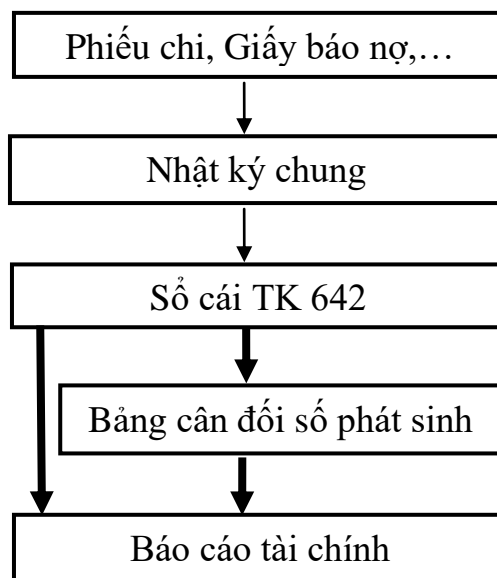 Phiếu chi, Giấy báo nợ,…
Nhật ký chung
Sổ cái TK 642
Bảng cân đối số phát sinh
Báo cáo tài chính